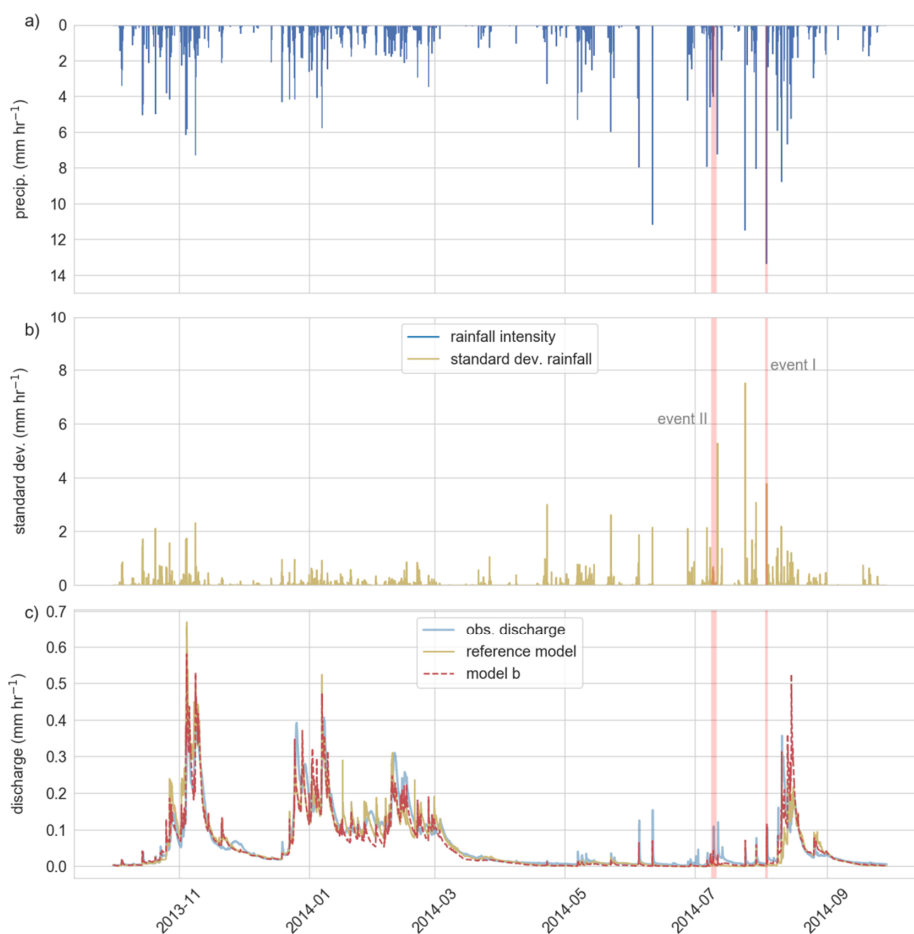 a)
0
2
4
6
8
10
12
14
precip. (mm hr⁻¹)
b)
10
8
6
4
2
0
standard dev. (mm hr⁻¹)
rainfall intensity
standard dev. rainfall
event I
event II
c)
0.7
0.6
0.5
0.4
0.3
0.2
0.1
0.0
discharge (mm hr⁻¹)
obs. discharge
reference model
model b
2013-11
2014-01
2014-03
2014-05
2014-07
2014-09